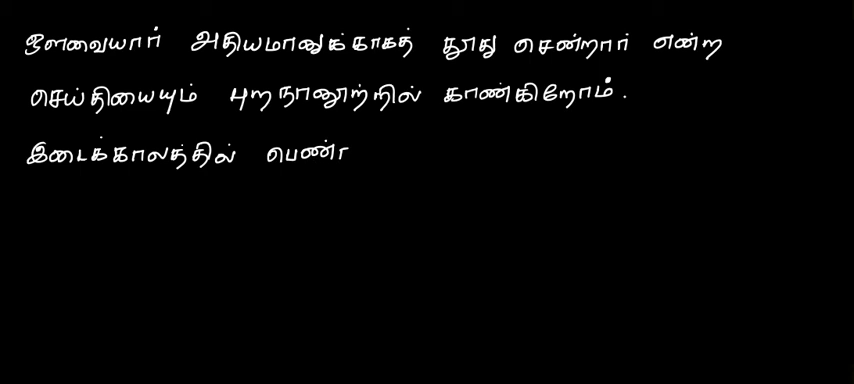 ஔவையார் அதியமானுக்காகத் தூது சென்றார் என்ற
செய்தியையும் புறநானூற்றில் காண்கிறோம்.
இடைக்காலத்தில் பெண்